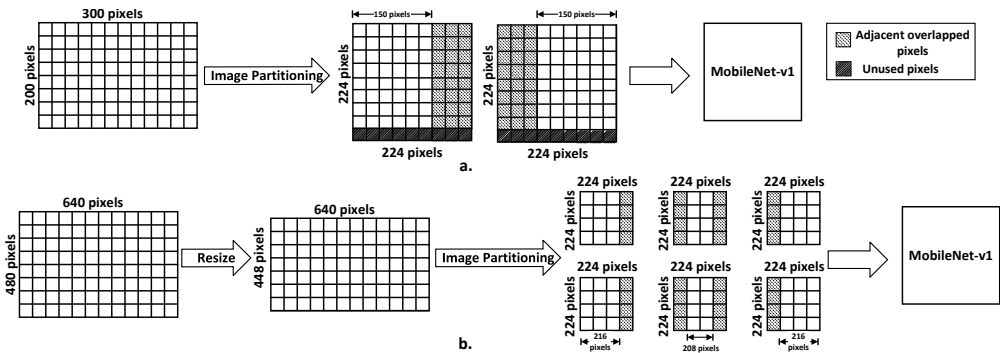 300 pixels
200 pixels
Image Partitioning
150 pixels
224 pixels
224 pixels
150 pixels
224 pixels
224 pixels
MobileNet-v1
Adjacent overlapped
pixels
Unused pixels
a.
640 pixels
480 pixels
Resize
640 pixels
448 pixels
Image Partitioning
224 pixels
224 pixels
224 pixels
224 pixels
224 pixels
224 pixels
224 pixels
224 pixels
216
pixels
224 pixels
224 pixels
208 pixels
224 pixels
224 pixels
216
pixels
MobileNet-v1
b.